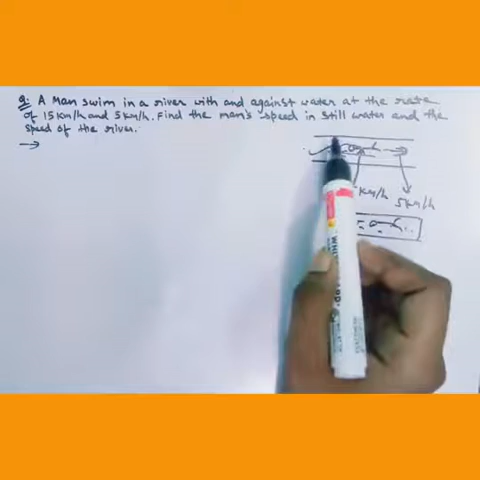 Q: A Man swim in a river with and against water at the rate
of 15 Km/h and 5 Km/h. Find the man's speed in still water and the
speed of the river.
Km/h 5 Km/h